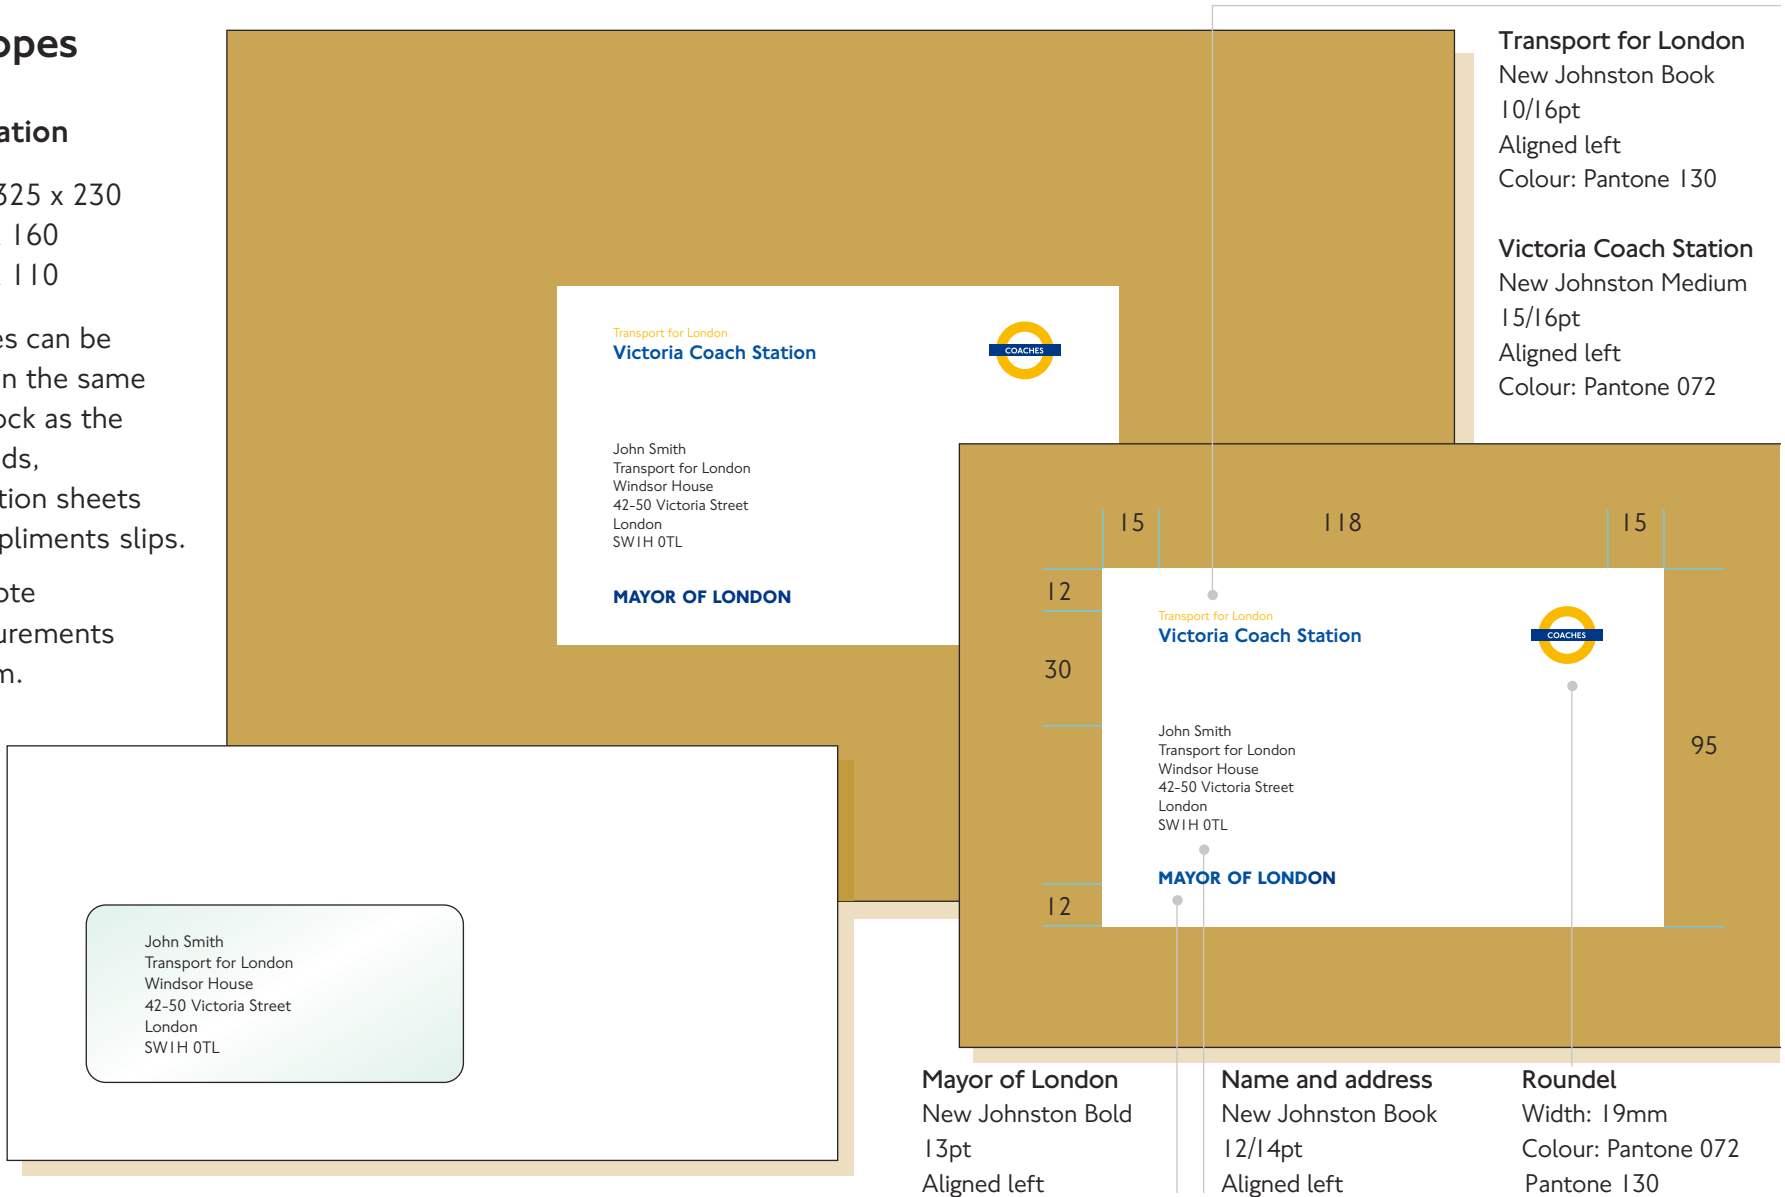 opes
ation
325 x 230
160
110
es can be
in the same
ock as the
ds,
tion sheets
pliments slips.
ote
urements
m.
Transport for London
Victoria Coach Station
COACHES
John Smith
Transport for London
Windsor House
42-50 Victoria Street
London
SW1H 0TL
MAYOR OF LONDON
Transport for London
New Johnston Book
10/16pt
Aligned left
Colour: Pantone 130
Victoria Coach Station
New Johnston Medium
15/16pt
Aligned left
Colour: Pantone 072
15 118 15
12
30
95
12
Transport for London
Victoria Coach Station
COACHES
John Smith
Transport for London
Windsor House
42-50 Victoria Street
London
SW1H 0TL
MAYOR OF LONDON
John Smith
Transport for London
Windsor House
42-50 Victoria Street
London
SW1H 0TL
Mayor of London
New Johnston Bold
13pt
Aligned left
Name and address
New Johnston Book
12/14pt
Aligned left
Roundel
Width: 19mm
Colour: Pantone 072
Pantone 130